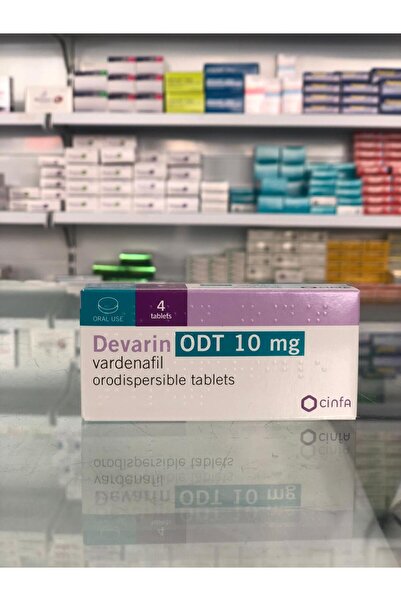 4
tablets
ORAL USE
Devarin ODT 10 mg
vardenafil
orodispersible tablets
cinfa